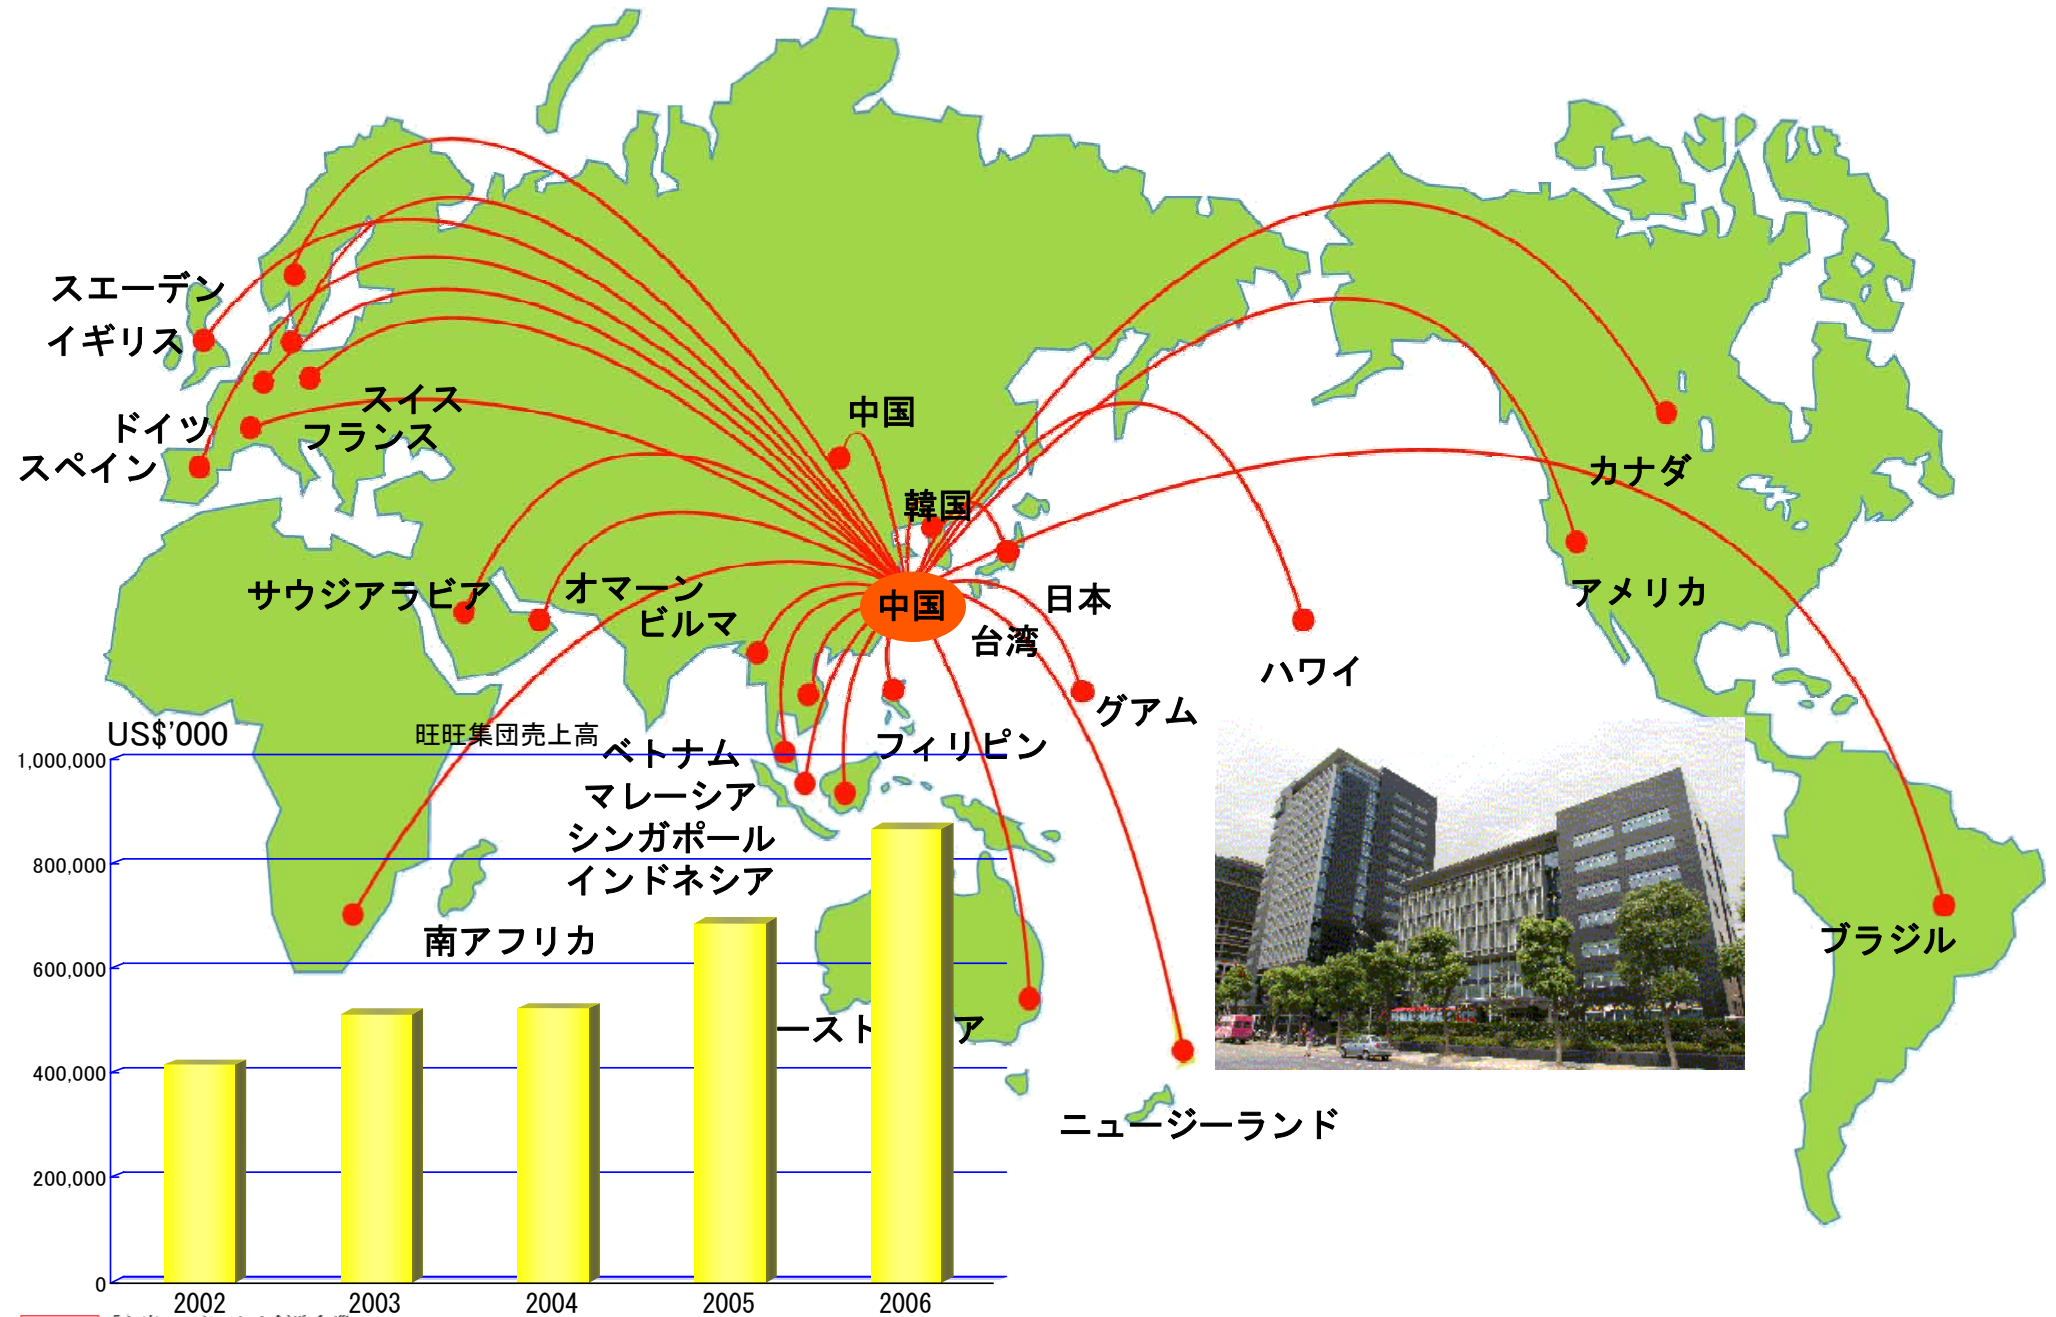 スエーデン
イギリス
スイス
ドイツ
フランス
スペイン
中国
韓国
カナダ
サウジアラビア
オマーン
ビルマ
中国
日本
台湾
アメリカ
ハワイ
グアム
US$'000
旺旺集団売上高
ベトナム
フィリピン
マレーシア
シンガポール
インドネシア
南アフリカ
ブラジル
ースト
ア
ニュージーランド
1,000,000
800,000
600,000
400,000
200,000
0
2002 2003 2004 2005 2006